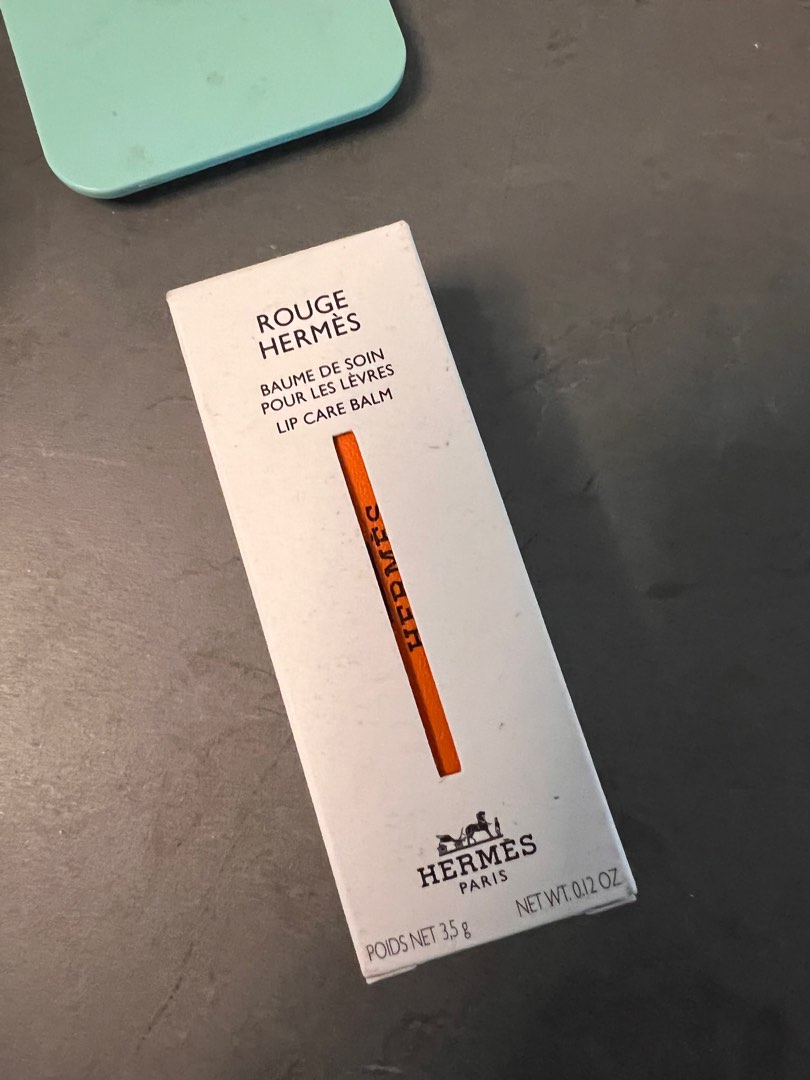 ROUGE
HERMÈS
BAUME DE SOIN
POUR LES LÈVRES
LIP CARE BALM
HERMÈS
HERMÈS
PARIS
POIDS NET 3,5 g
NET WT. 0.12 OZ